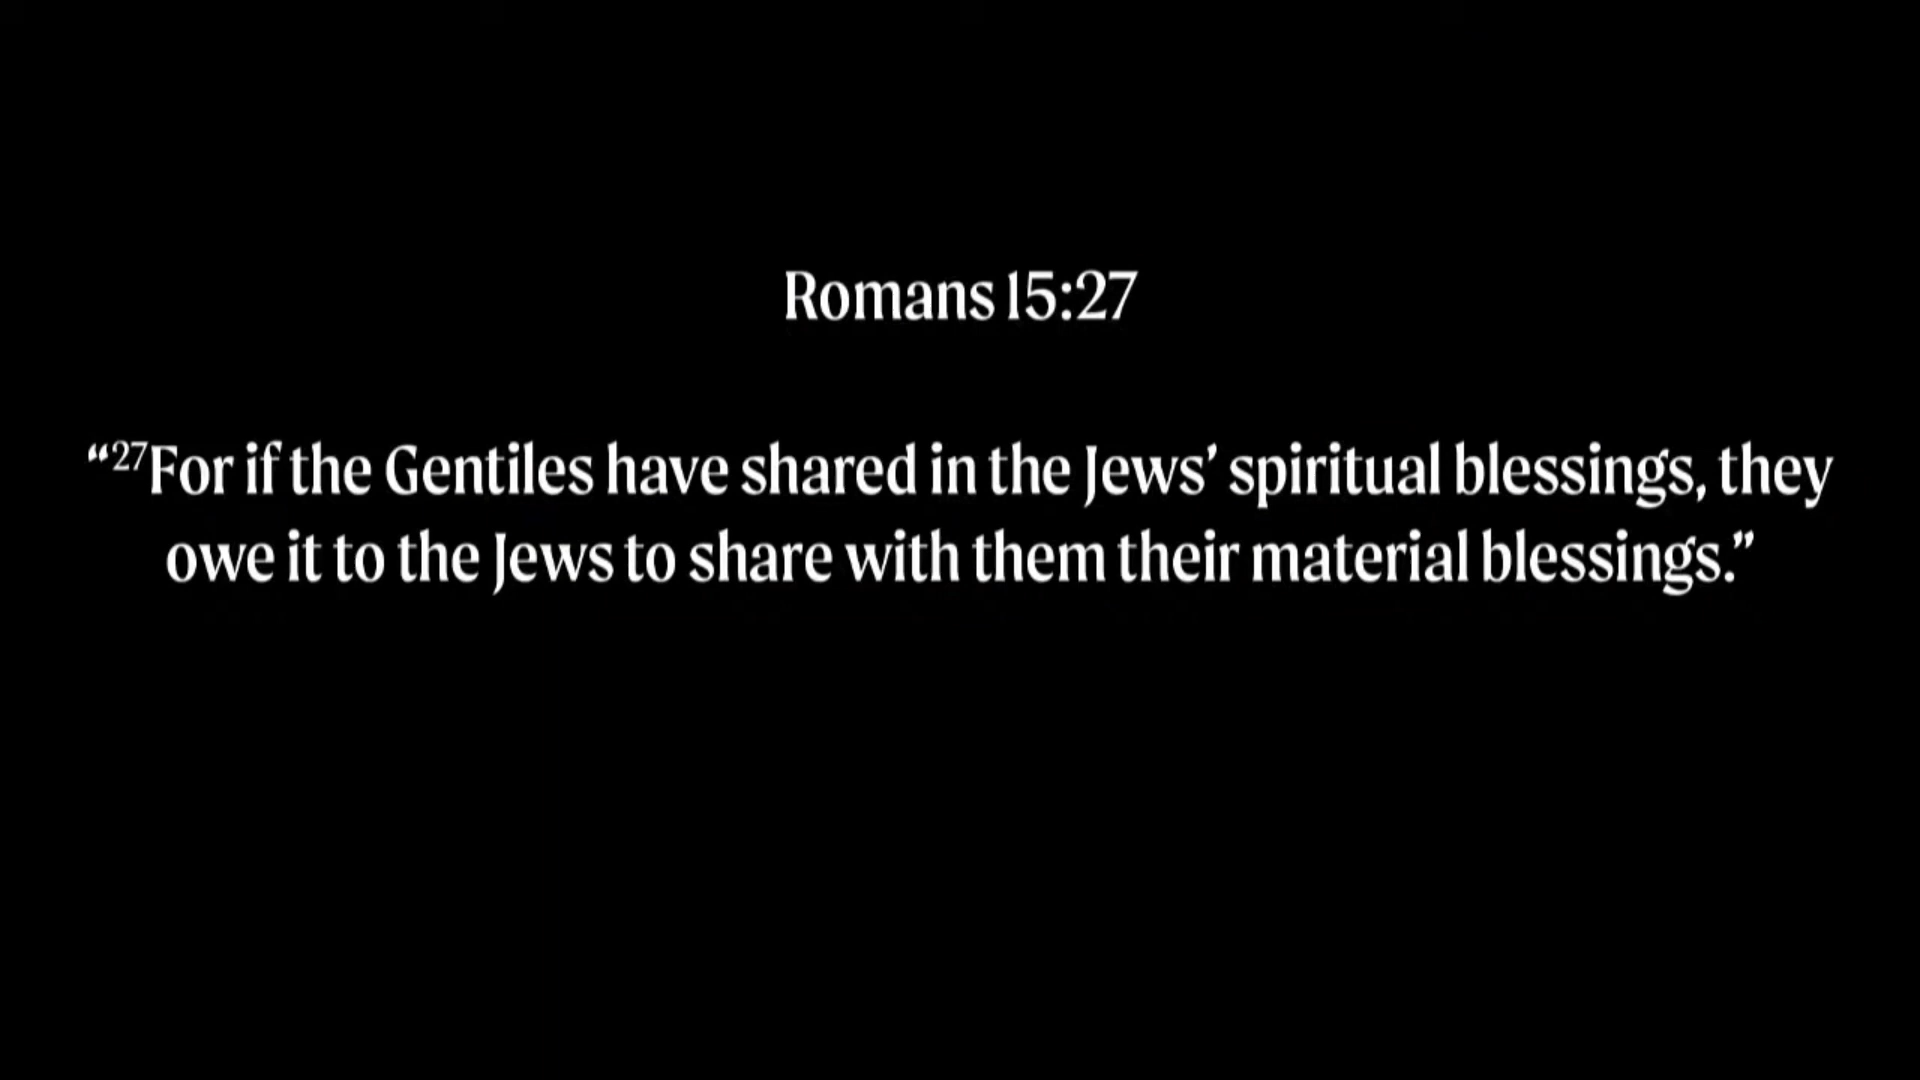 Romans 15:27
“²⁷For if the Gentiles have shared in the Jews’ spiritual blessings, they
owe it to the Jews to share with them their material blessings.”